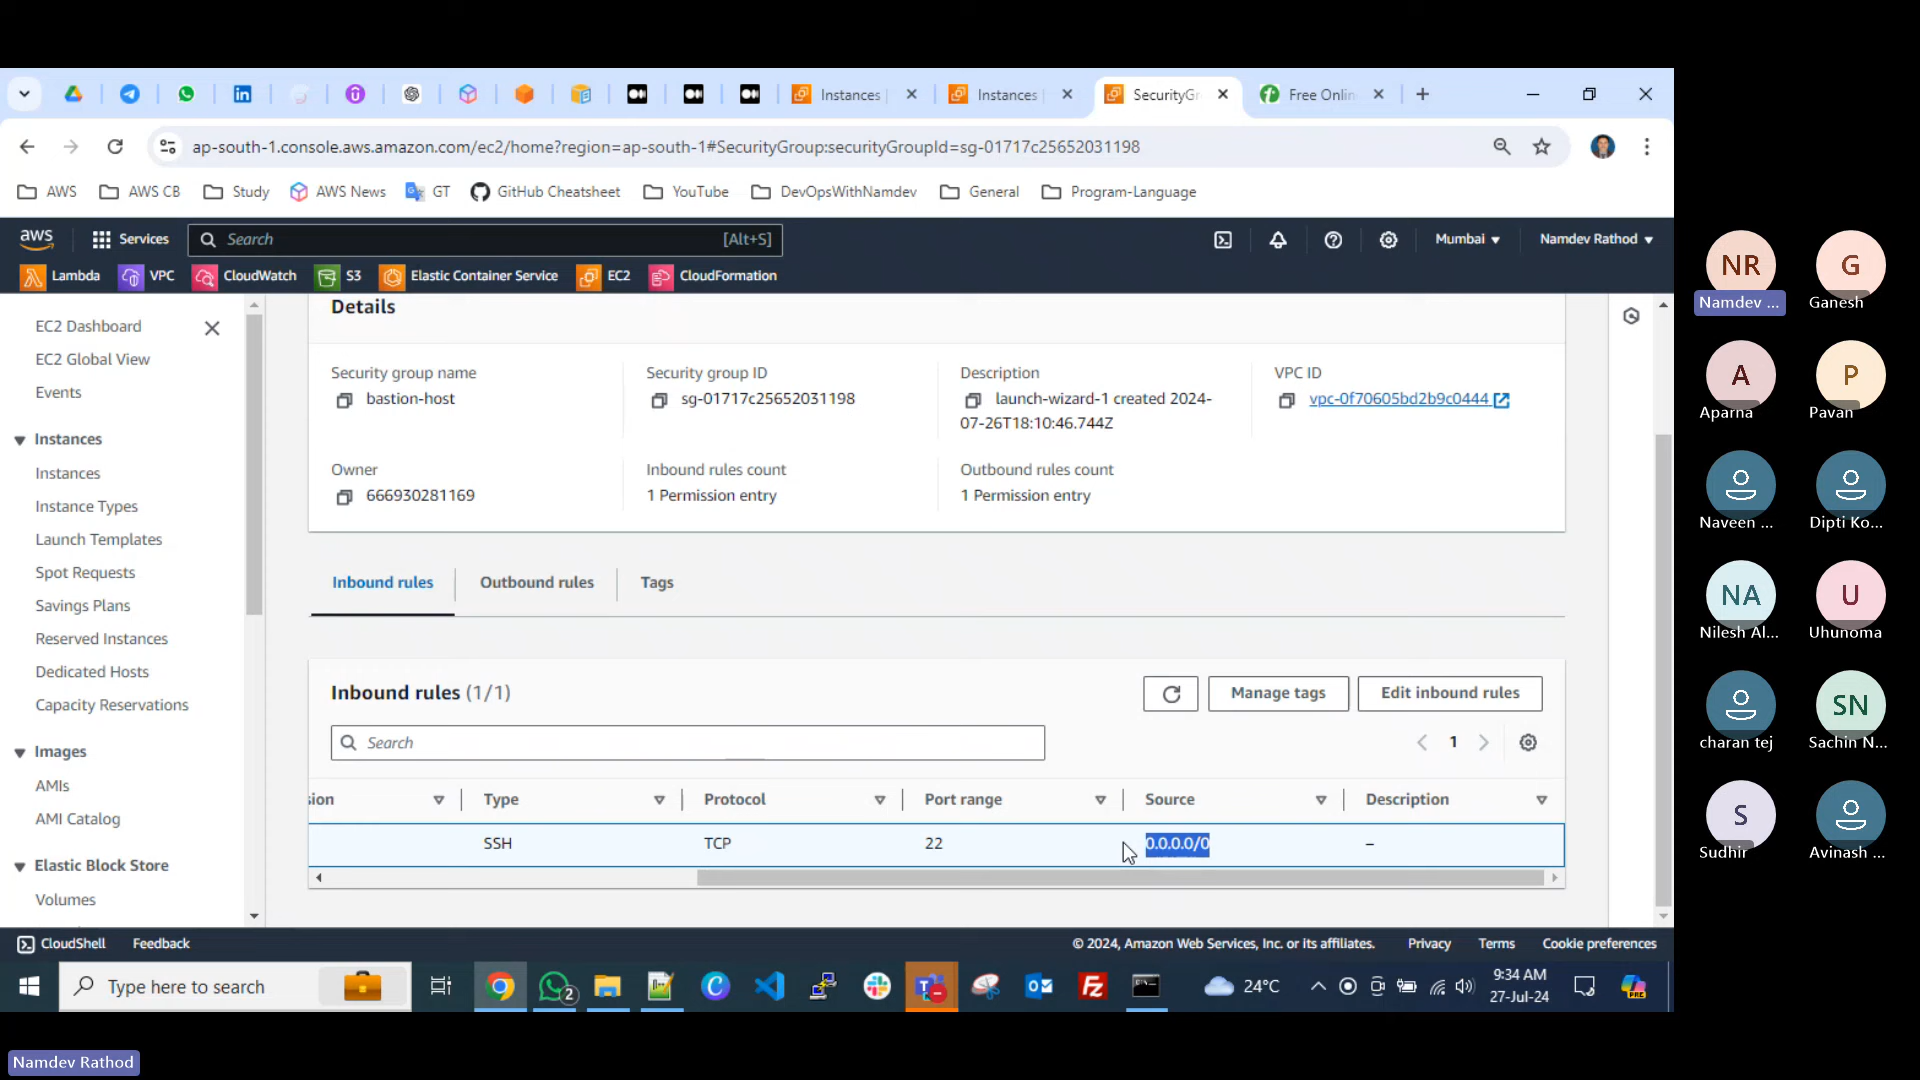 Instances
Instances
SecurityGr
Free Onlin
ap-south-1.console.aws.amazon.com/ec2/home?region=ap-south-1#SecurityGroup:securityGroupId=sg-01717c25652031198
AWS
AWS CB
Study
AWS News
GT
GitHub Cheatsheet
YouTube
DevOpsWithNamdev
General
Program-Language
aws
Services
Search
[Alt+S]
Mumbai
Namdev Rathod
Lambda
VPC
CloudWatch
S3
Elastic Container Service
EC2
CloudFormation
EC2 Dashboard
EC2 Global View
Events
Instances
Instances
Instance Types
Launch Templates
Spot Requests
Savings Plans
Reserved Instances
Dedicated Hosts
Capacity Reservations
Images
AMIs
AMI Catalog
Elastic Block Store
Volumes
Details
Security group name
bastion-host
Security group ID
sg-01717c25652031198
Description
launch-wizard-1 created 2024-
07-26T18:10:46.744Z
VPC ID
vpc-0f70605bd2b9c0444
Owner
666930281169
Inbound rules count
1 Permission entry
Outbound rules count
1 Permission entry
Inbound rules
Outbound rules
Tags
Inbound rules (1/1)
Manage tags
Edit inbound rules
Search
1
sion
Type
Protocol
Port range
Source
Description
SSH
TCP
22
0.0.0.0/0
–
CloudShell
Feedback
© 2024, Amazon Web Services, Inc. or its affiliates.
Privacy
Terms
Cookie preferences
Type here to search
2
24°C
9:34 AM
27-Jul-24
PRE
NR
Namdev ...
G
Ganesh
A
Aparna
P
Pavan
Naveen ...
Dipti Ko...
NA
Nilesh Al...
U
Uhunoma
charan tej
SN
Sachin N...
S
Sudhir
Avinash ...
Namdev Rathod